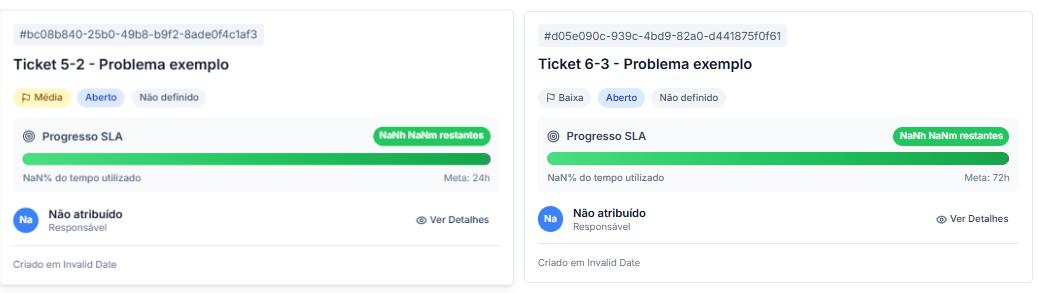 #bc08b840-25b0-49b8-b9f2-8ade0f4c1af3
Ticket 5-2 - Problema exemplo
Média Aberto Não definido
Progresso SLA NaNh NaNm restantes
NaN% do tempo utilizado Meta: 24h
Na Não atribuído
Responsável
Ver Detalhes
Criado em Invalid Date
#d05e090c-939c-4bd9-82a0-d441875f0f61
Ticket 6-3 - Problema exemplo
Baixa Aberto Não definido
Progresso SLA NaNh NaNm restantes
NaN% do tempo utilizado Meta: 72h
Na Não atribuído
Responsável
Ver Detalhes
Criado em Invalid Date